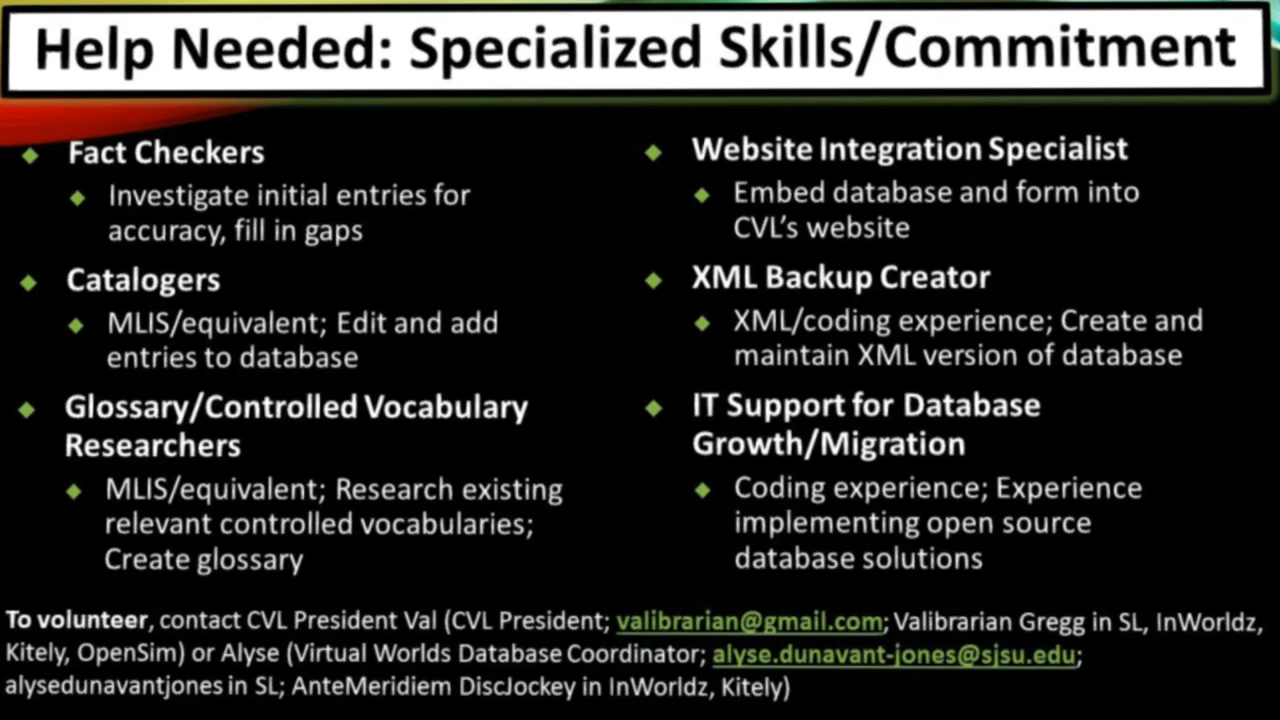 Help Needed: Specialized Skills/Commitment
Fact Checkers
Investigate initial entries for
accuracy, fill in gaps
Catalogers
MLIS/equivalent; Edit and add
entries to database
Glossary/Controlled Vocabulary
Researchers
MLIS/equivalent; Research existing
relevant controlled vocabularies;
Create glossary
Website Integration Specialist
Embed database and form into
CVL's website
XML Backup Creator
XML/coding experience; Create and
maintain XML version of database
IT Support for Database
Growth/Migration
Coding experience; Experience
implementing open source
database solutions
To volunteer, contact CVL President Val (CVL President; valibrarian@gmail.com; Valibrarian Gregg in SL, InWorldz,
Kitely, OpenSim) or Alyse (Virtual Worlds Database Coordinator; alyse.dunavant-jones@sjsu.edu;
alysedunavantjones in SL; AnteMeridiem DiscJockey in InWorldz, Kitely)